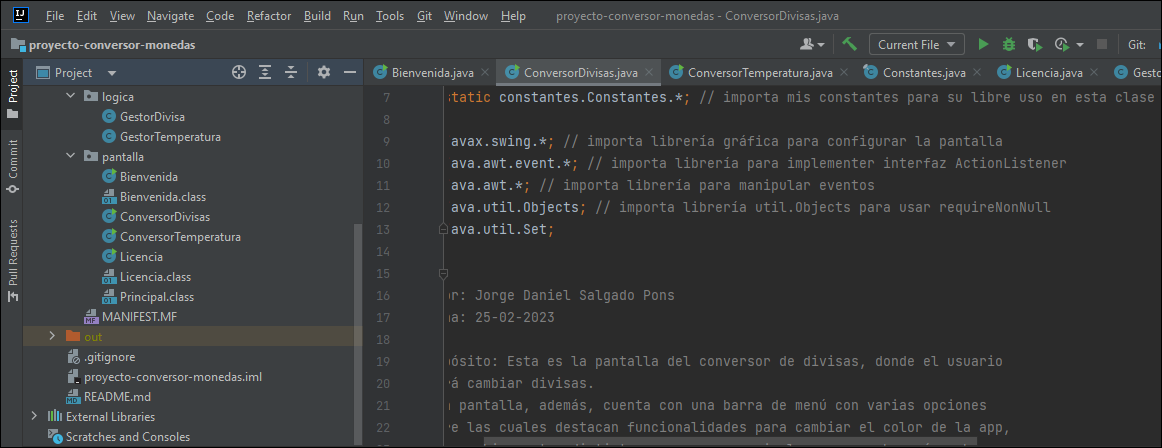 IJ File Edit View Navigate Code Refactor Build Run Tools Git Window Help proyecto-conversor-monedas - ConversorDivisas.java
proyecto-conversor-monedas Current File Git:
Project Bienvenida.java ConversorDivisas.java ConversorTemperatura.java Constantes.java Licencia.java Gesto
Project
Commit
Pull Requests
logica
GestorDivisa
GestorTemperatura
pantalla
Bienvenida
Bienvenida.class
ConversorDivisas
ConversorTemperatura
Licencia
Licencia.class
Principal.class
MANIFEST.MF
out
.gitignore
proyecto-conversor-monedas.iml
README.md
External Libraries
Scratches and Consoles
7 static constantes.Constantes.*; // importa mis constantes para su libre uso en esta clase
8
9 avax.swing.*; // importa librería gráfica para configurar la pantalla
10 ava.awt.event.*; // importa librería para implementer interfaz ActionListener
11 ava.awt.*; // importa librería para manipular eventos
12 ava.util.Objects; // importa librería util.Objects para usar requireNonNull
13 ava.util.Set;
14
15
16 or: Jorge Daniel Salgado Pons
17 ha: 25-02-2023
18
19 pósito: Esta es la pantalla del conversor de divisas, donde el usuario
20 rá cambiar divisas.
21 a pantalla, además, cuenta con una barra de menú con varias opciones
22 re las cuales destacan funcionalidades para cambiar el color de la app,